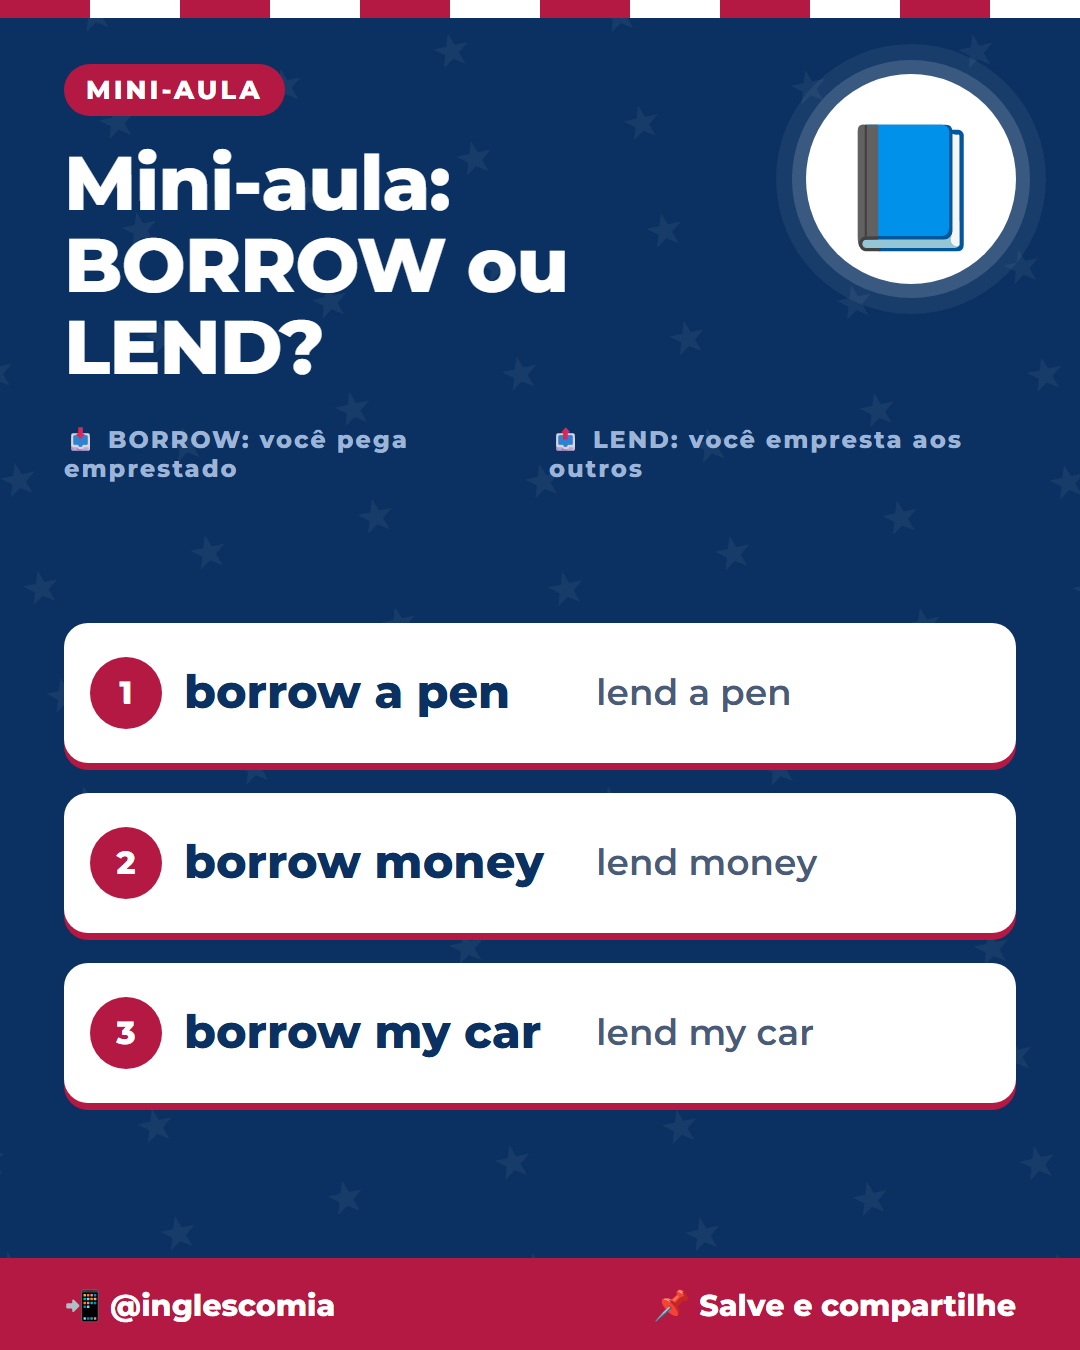 MINI-AULA
Mini-aula:
BORROW ou
LEND?
📥 BORROW: você pega
emprestado
📤 LEND: você empresta aos
outros
1 borrow a pen lend a pen
2 borrow money lend money
3 borrow my car lend my car
📲 @inglescomia
📌 Salve e compartilhe